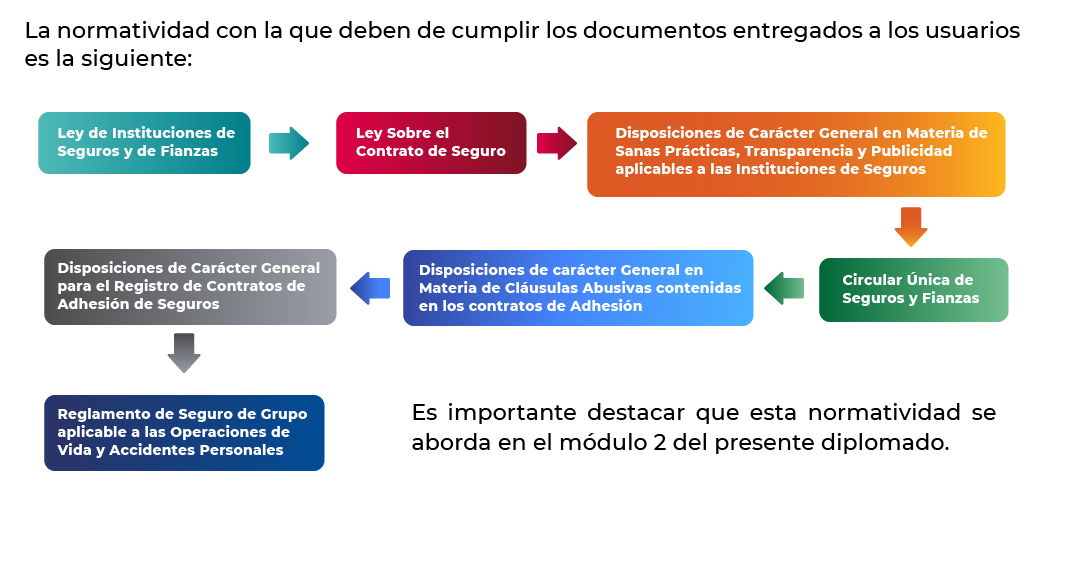 La normatividad con la que deben de cumplir los documentos entregados a los usuarios
es la siguiente:
Ley de Instituciones de
Seguros y de Fianzas
Ley Sobre el
Contrato de Seguro
Disposiciones de Carácter General en Materia de
Sanas Prácticas, Transparencia y Publicidad
aplicables a las Instituciones de Seguros
Circular Única de
Seguros y Fianzas
Disposiciones de carácter General en
Materia de Cláusulas Abusivas contenidas
en los contratos de Adhesión
Disposiciones de Carácter General
para el Registro de Contratos de
Adhesión de Seguros
Reglamento de Seguro de Grupo
aplicable a las Operaciones de
Vida y Accidentes Personales
Es importante destacar que esta normatividad se
aborda en el módulo 2 del presente diplomado.